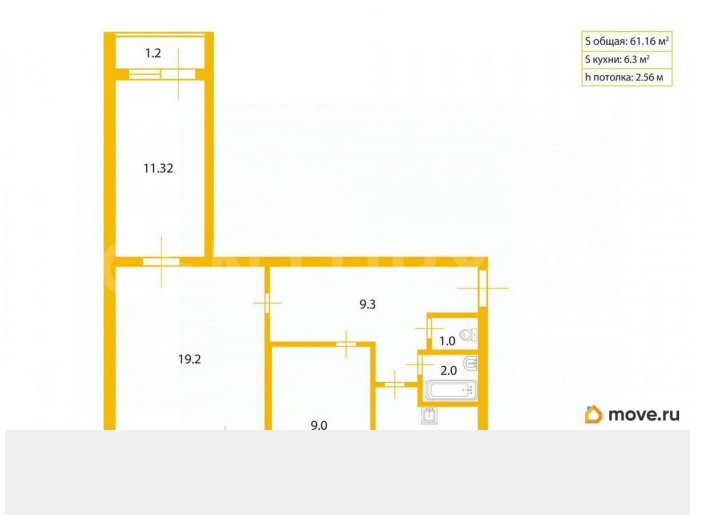 1.2
S общая: 61.16 м²
S кухни: 6.3 м²
h потолка: 2.56 м
11.32
9.3
1.0
19.2
2.0
move.ru
9.0